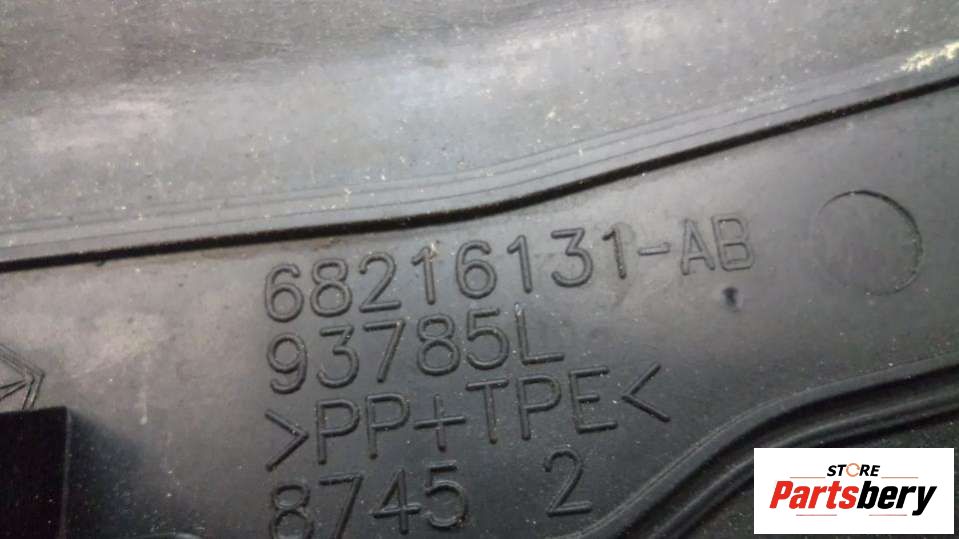 68216131-AB
93785L
>PP+TPE<
8745 2
STORE
Partsbery